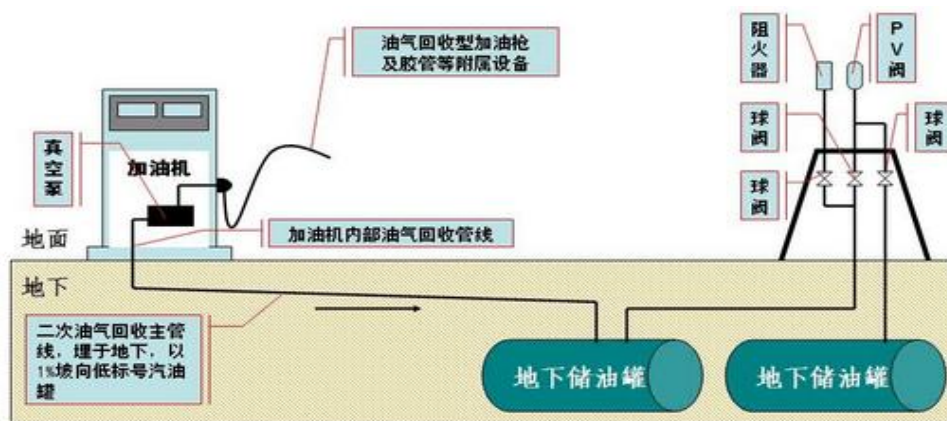 油气回收型加油枪
及胶管等附属设备
阻火器
PV阀
球阀
球阀
球阀
真空泵
加油机
加油机内部油气回收管线
地面
地下
二次油气回收主管
线，埋于地下，以
1%坡向低标号汽油
罐
地下储油罐
地下储油罐